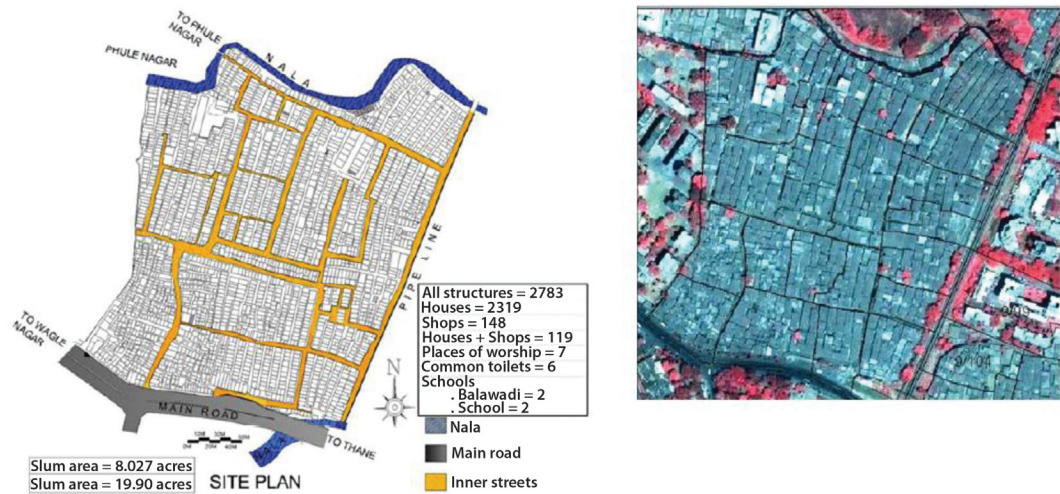 TO PHULE
NAGAR
PHULE NAGAR
NALA
PIPE LINE
All structures = 2783
Houses = 2319
Shops = 148
Houses + Shops = 119
Places of worship = 7
Common toilets = 6
Schools
. Balawadi = 2
. School = 2
TO WAGLE
NAGAR
N
MAIN ROAD
TO THANE
Nala
Main road
Inner streets
Slum area = 8.027 acres
Slum area = 19.90 acres
SITE PLAN
9/104